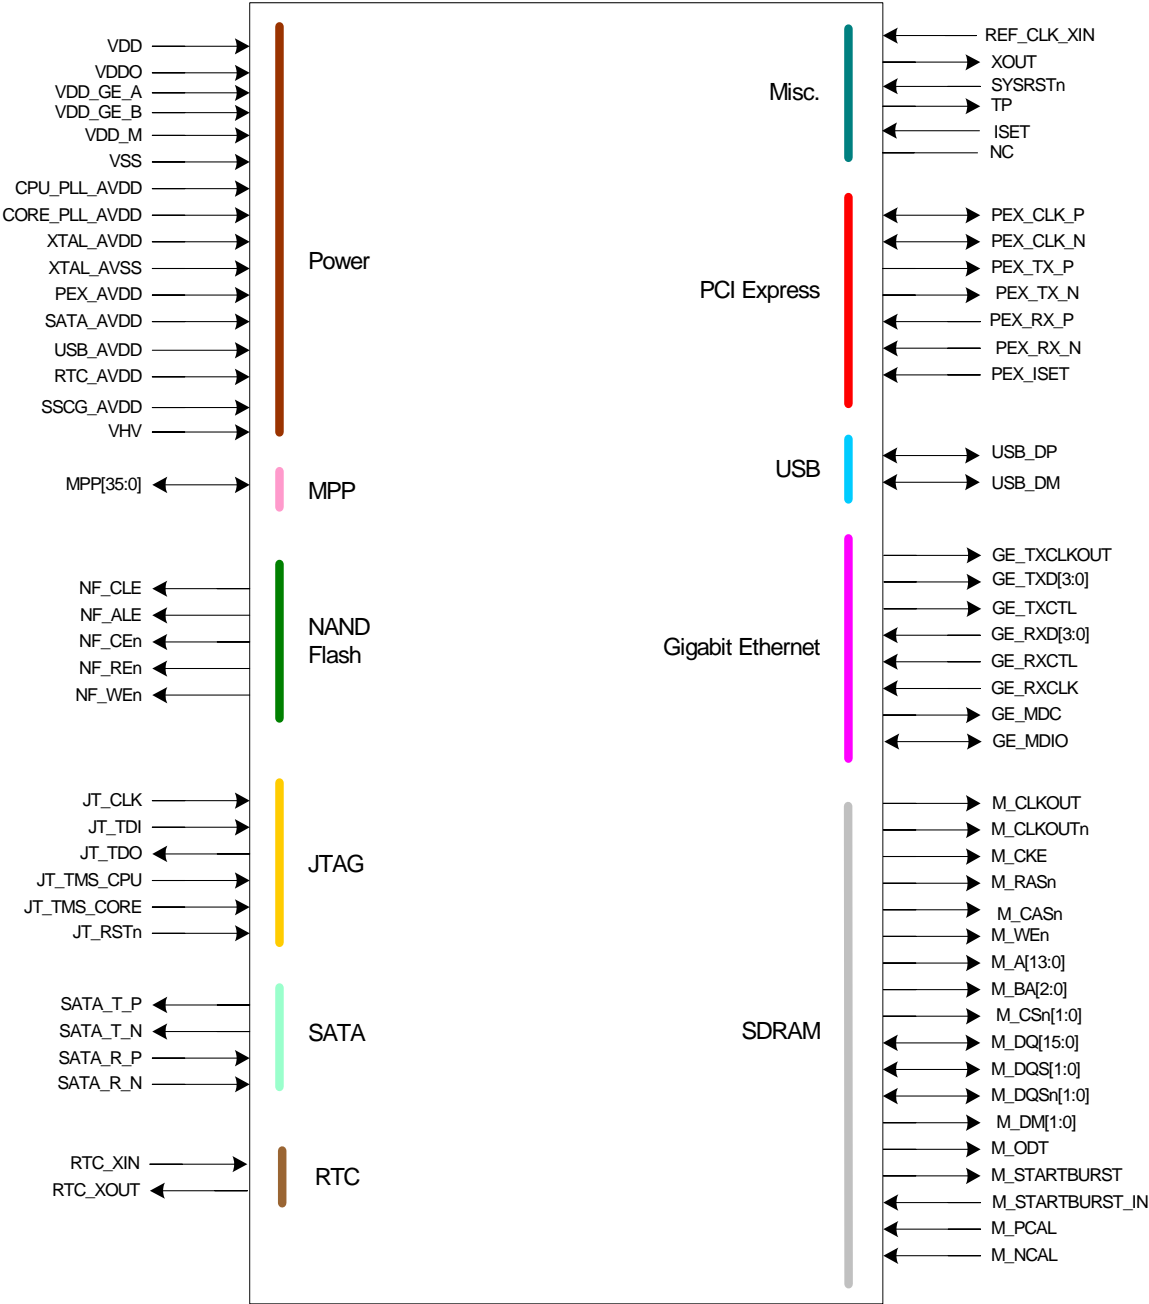 VDD
VDDO
VDD_GE_A
VDD_GE_B
VDD_M
VSS
CPU_PLL_AVDD
CORE_PLL_AVDD
XTAL_AVDD
XTAL_AVSS
PEX_AVDD
SATA_AVDD
USB_AVDD
RTC_AVDD
SSCG_AVDD
VHV
Power
MPP[35:0]
MPP
NF_CLE
NF_ALE
NF_CEn
NF_REn
NF_WEn
NAND
Flash
JT_CLK
JT_TDI
JT_TDO
JT_TMS_CPU
JT_TMS_CORE
JT_RSTn
JTAG
SATA_T_P
SATA_T_N
SATA_R_P
SATA_R_N
SATA
RTC_XIN
RTC_XOUT
RTC
Misc.
REF_CLK_XIN
XOUT
SYSRSTn
TP
ISET
NC
PCI Express
PEX_CLK_P
PEX_CLK_N
PEX_TX_P
PEX_TX_N
PEX_RX_P
PEX_RX_N
PEX_ISET
USB
USB_DP
USB_DM
Gigabit Ethernet
GE_TXCLKOUT
GE_TXD[3:0]
GE_TXCTL
GE_RXD[3:0]
GE_RXCTL
GE_RXCLK
GE_MDC
GE_MDIO
SDRAM
M_CLKOUT
M_CLKOUTn
M_CKE
M_RASn
M_CASn
M_WEn
M_A[13:0]
M_BA[2:0]
M_CSn[1:0]
M_DQ[15:0]
M_DQS[1:0]
M_DQSn[1:0]
M_DM[1:0]
M_ODT
M_STARTBURST
M_STARTBURST_IN
M_PCAL
M_NCAL